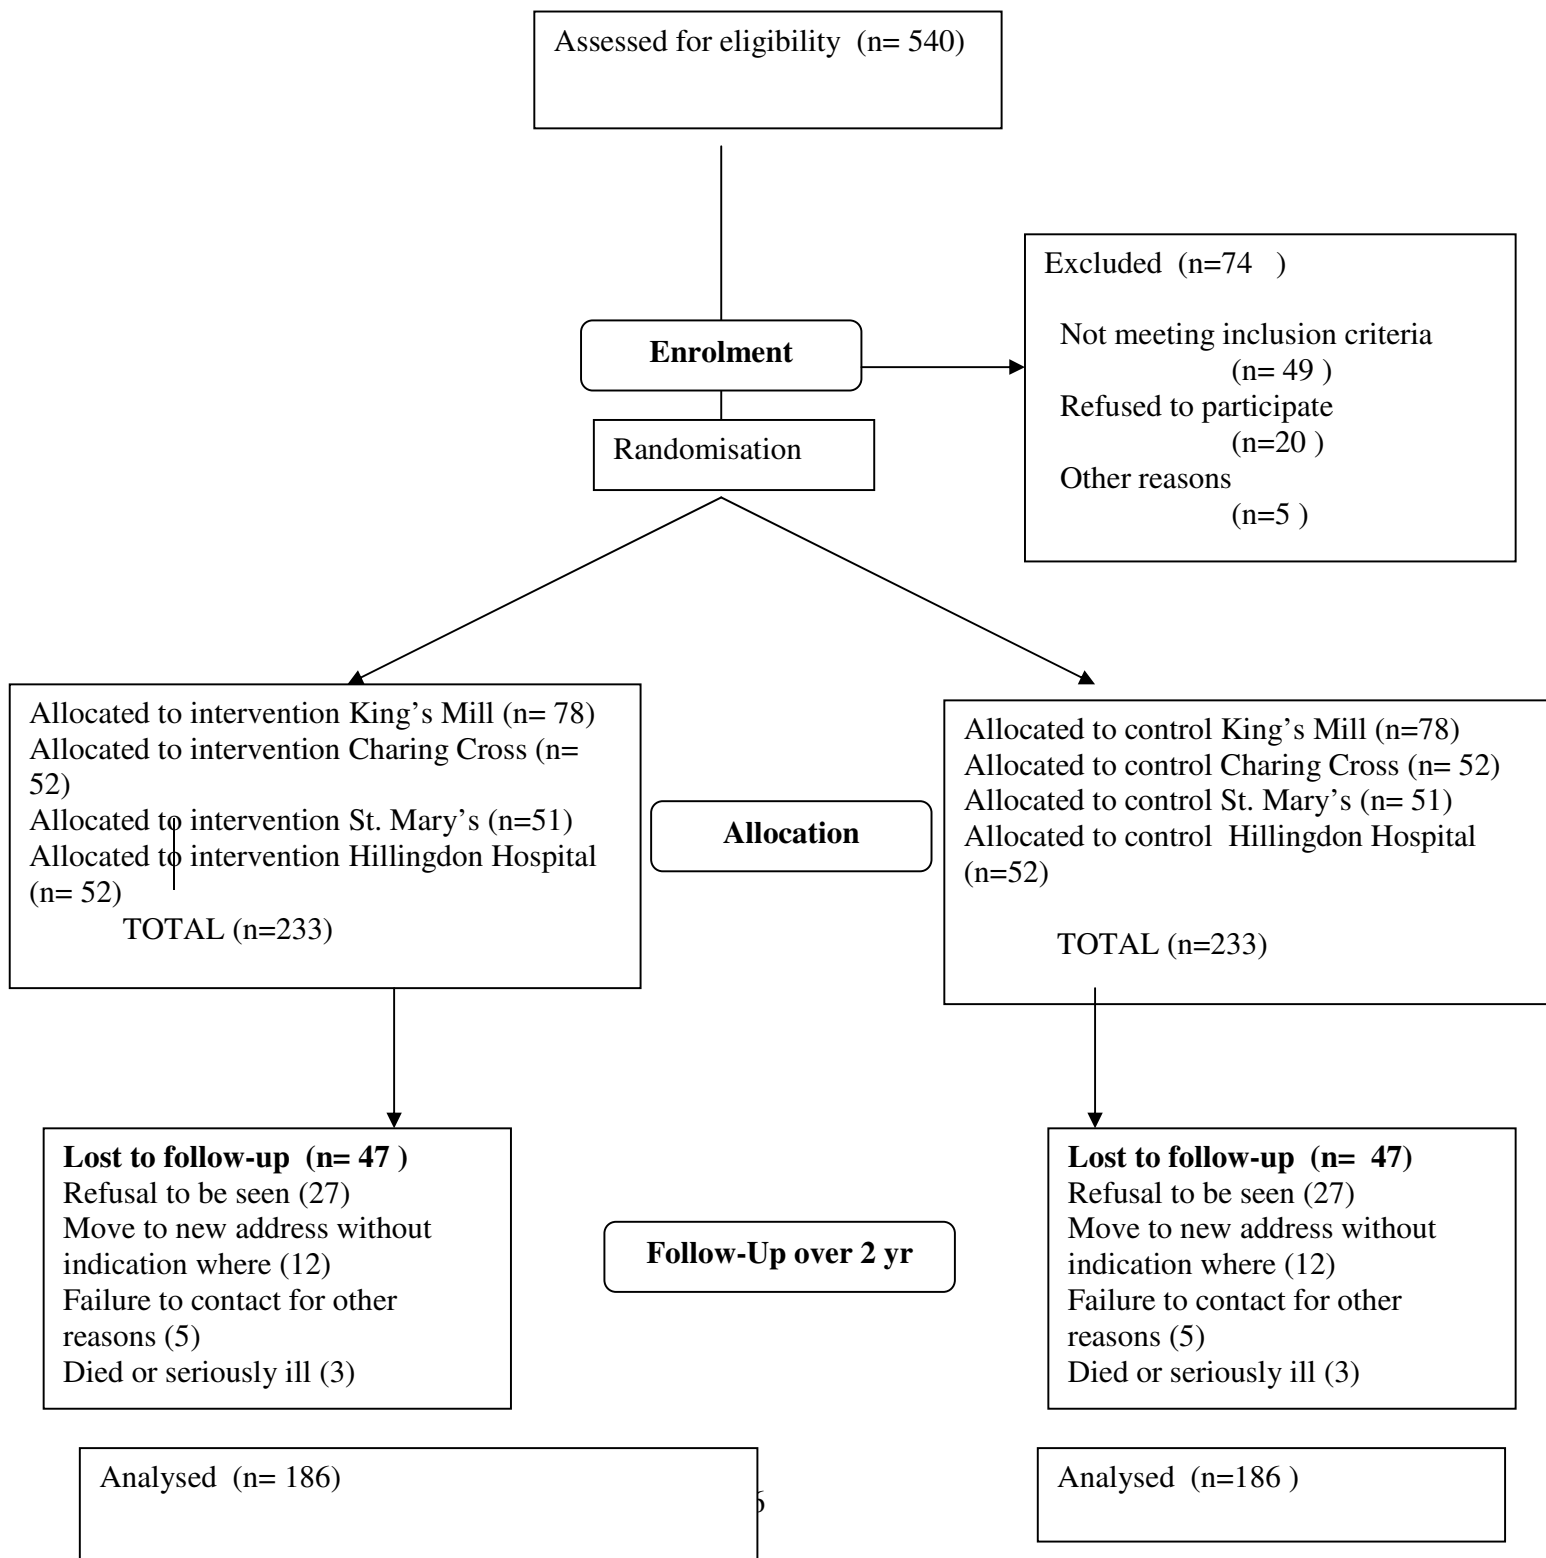 Assessed for eligibility (n= 540)
Excluded (n=74 )
Not meeting inclusion criteria
(n= 49 )
Refused to participate
(n=20 )
Other reasons
(n=5 )
Enrolment
Randomisation
Allocated to intervention King's Mill (n= 78)
Allocated to intervention Charing Cross (n=
52)
Allocated to intervention St. Mary's (n=51)
Allocated to intervention Hillingdon Hospital
(n= 52)
TOTAL (n=233)
Allocation
Allocated to control King's Mill (n=78)
Allocated to control Charing Cross (n= 52)
Allocated to control St. Mary's (n= 51)
Allocated to control Hillingdon Hospital
(n=52)
TOTAL (n=233)
Lost to follow-up (n= 47 )
Refusal to be seen (27)
Move to new address without
indication where (12)
Failure to contact for other
reasons (5)
Died or seriously ill (3)
Follow-Up over 2 yr
Lost to follow-up (n= 47)
Refusal to be seen (27)
Move to new address without
indication where (12)
Failure to contact for other
reasons (5)
Died or seriously ill (3)
Analysed (n= 186)
Analysed (n=186 )